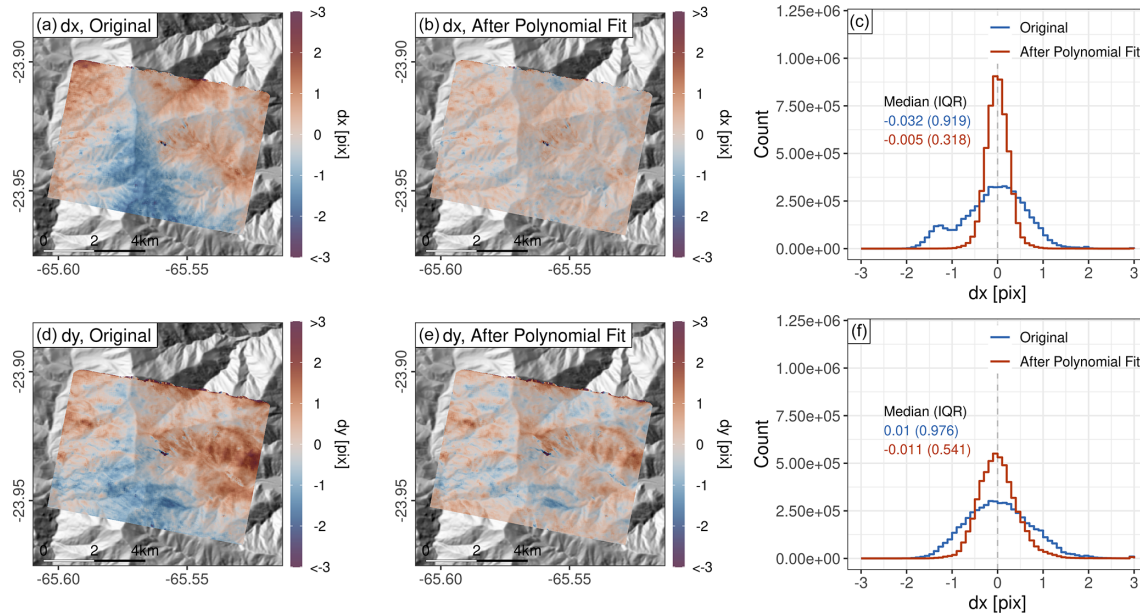 (a) dx, Original
>3
2
1
0
-1
-2
<-3
dx [pix]
-23.90
-23.95
0 2 4km
-65.60 -65.55
(b) dx, After Polynomial Fit
>3
2
1
0
-1
-2
<-3
dx [pix]
-23.90
-23.95
0 2 4km
-65.60 -65.55
(c)
Original
After Polynomial Fit
Median (IQR)
-0.032 (0.919)
-0.005 (0.318)
1.25e+06
1.00e+06
7.50e+05
5.00e+05
2.50e+05
0.00e+00
Count
-3 -2 -1 0 1 2 3
dx [pix]
(d) dy, Original
>3
2
1
0
-1
-2
<-3
dy [pix]
-23.90
-23.95
0 2 4km
-65.60 -65.55
(e) dy, After Polynomial Fit
>3
2
1
0
-1
-2
<-3
dy [pix]
-23.90
-23.95
0 2 4km
-65.60 -65.55
(f)
Original
After Polynomial Fit
Median (IQR)
0.01 (0.976)
-0.011 (0.541)
1.25e+06
1.00e+06
7.50e+05
5.00e+05
2.50e+05
0.00e+00
Count
-3 -2 -1 0 1 2 3
dx [pix]